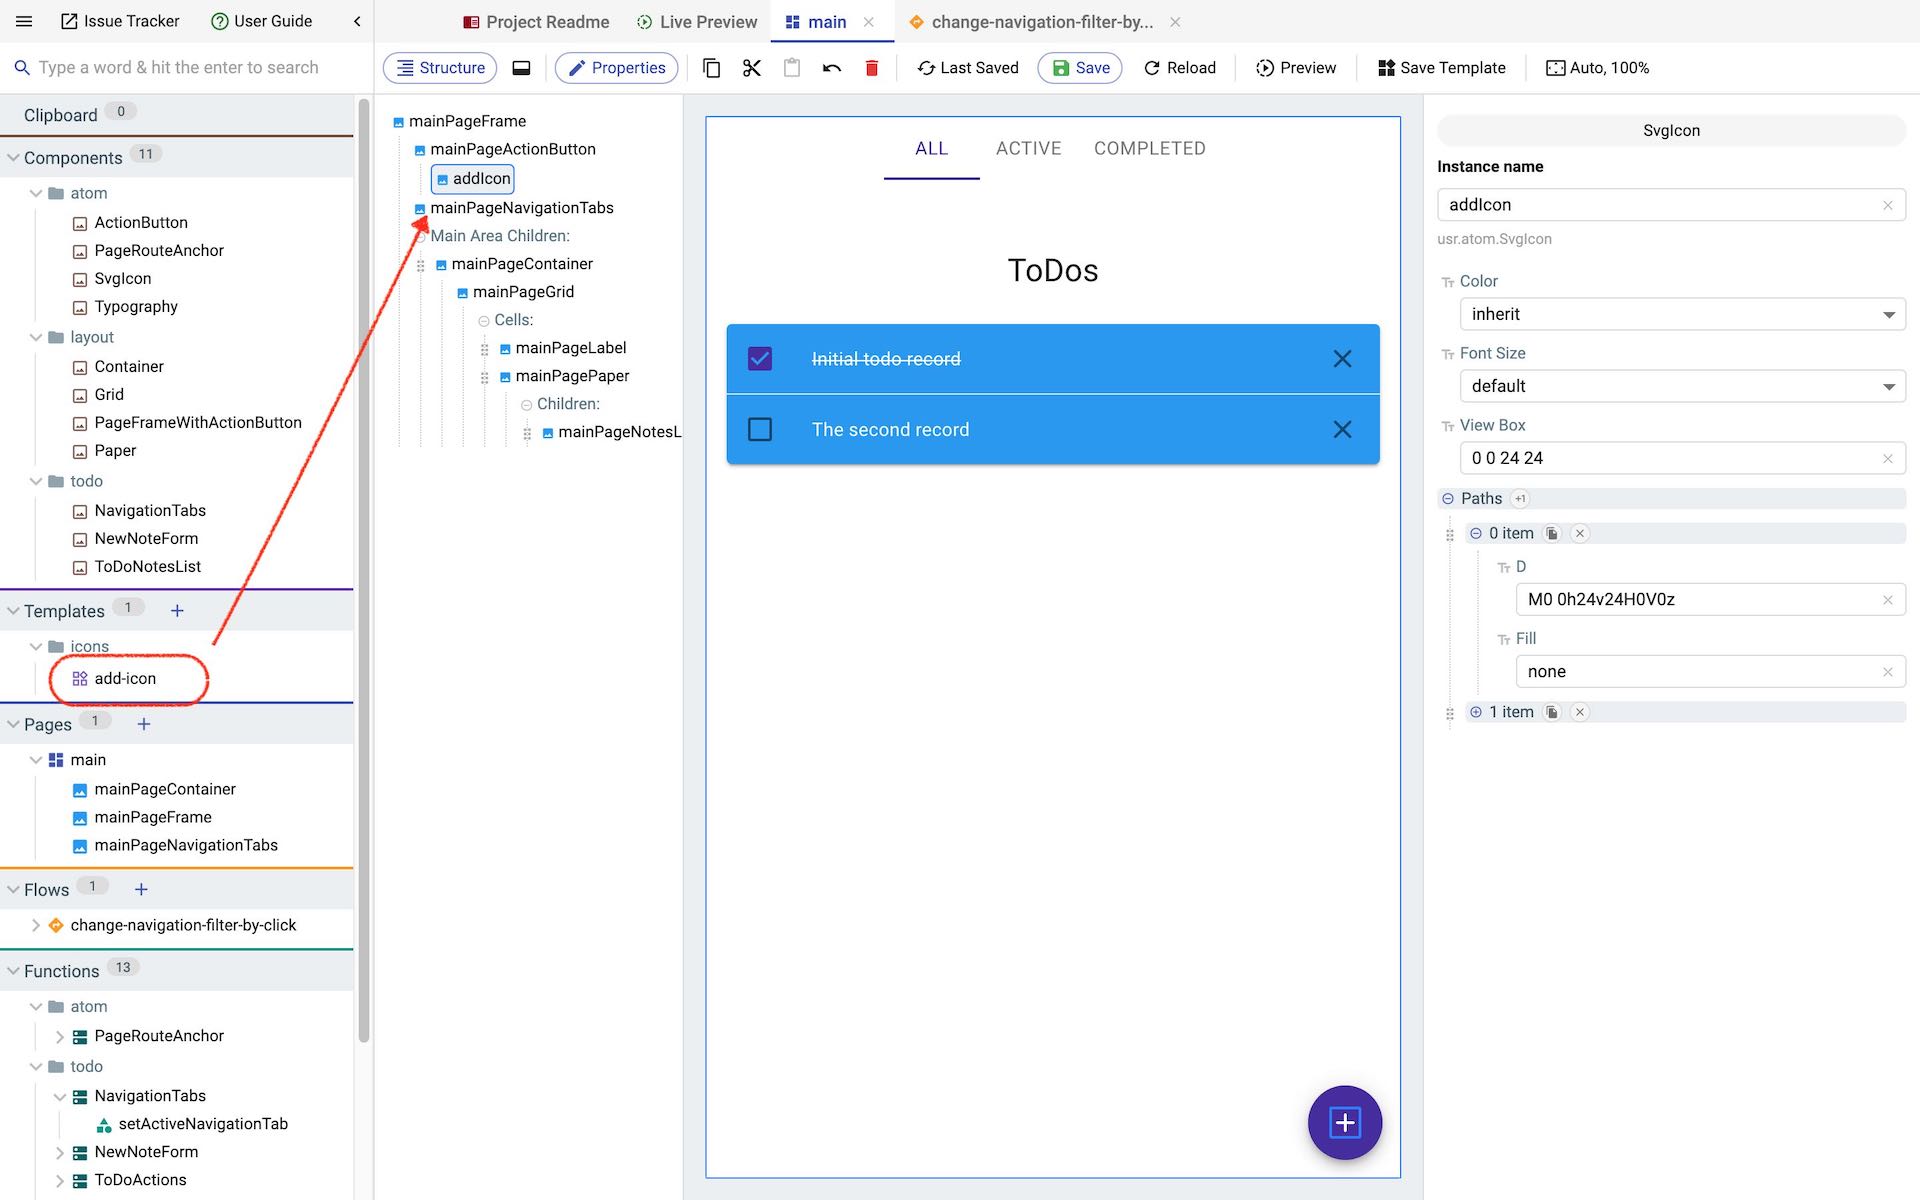 Issue Tracker
User Guide
Project Readme
Live Preview
main
change-navigation-filter-by...
Type a word & hit the enter to search
Structure
Properties
Last Saved
Save
Reload
Preview
Save Template
Auto, 100%
Clipboard 0
Components 11
atom
ActionButton
PageRouteAnchor
SvgIcon
Typography
layout
Container
Grid
PageFrameWithActionButton
Paper
todo
NavigationTabs
NewNoteForm
ToDoNotesList
Templates 1 +
icons
add-icon
Pages 1 +
main
mainPageContainer
mainPageFrame
mainPageNavigationTabs
Flows 1 +
change-navigation-filter-by-click
Functions 13
atom
PageRouteAnchor
todo
NavigationTabs
setActiveNavigationTab
NewNoteForm
ToDoActions
mainPageFrame
mainPageActionButton
addIcon
mainPageNavigationTabs
Main Area Children:
mainPageContainer
mainPageGrid
Cells:
mainPageLabel
mainPagePaper
Children:
mainPageNotesL
ALL ACTIVE COMPLETED
ToDos
Initial todo record
The second record
SvgIcon
Instance name
addIcon
usr.atom.SvgIcon
Tт Color
inherit
Tт Font Size
default
Tт View Box
0 0 24 24
Paths +1
0 item
Tт D
M0 0h24v24H0V0z
Tт Fill
none
1 item